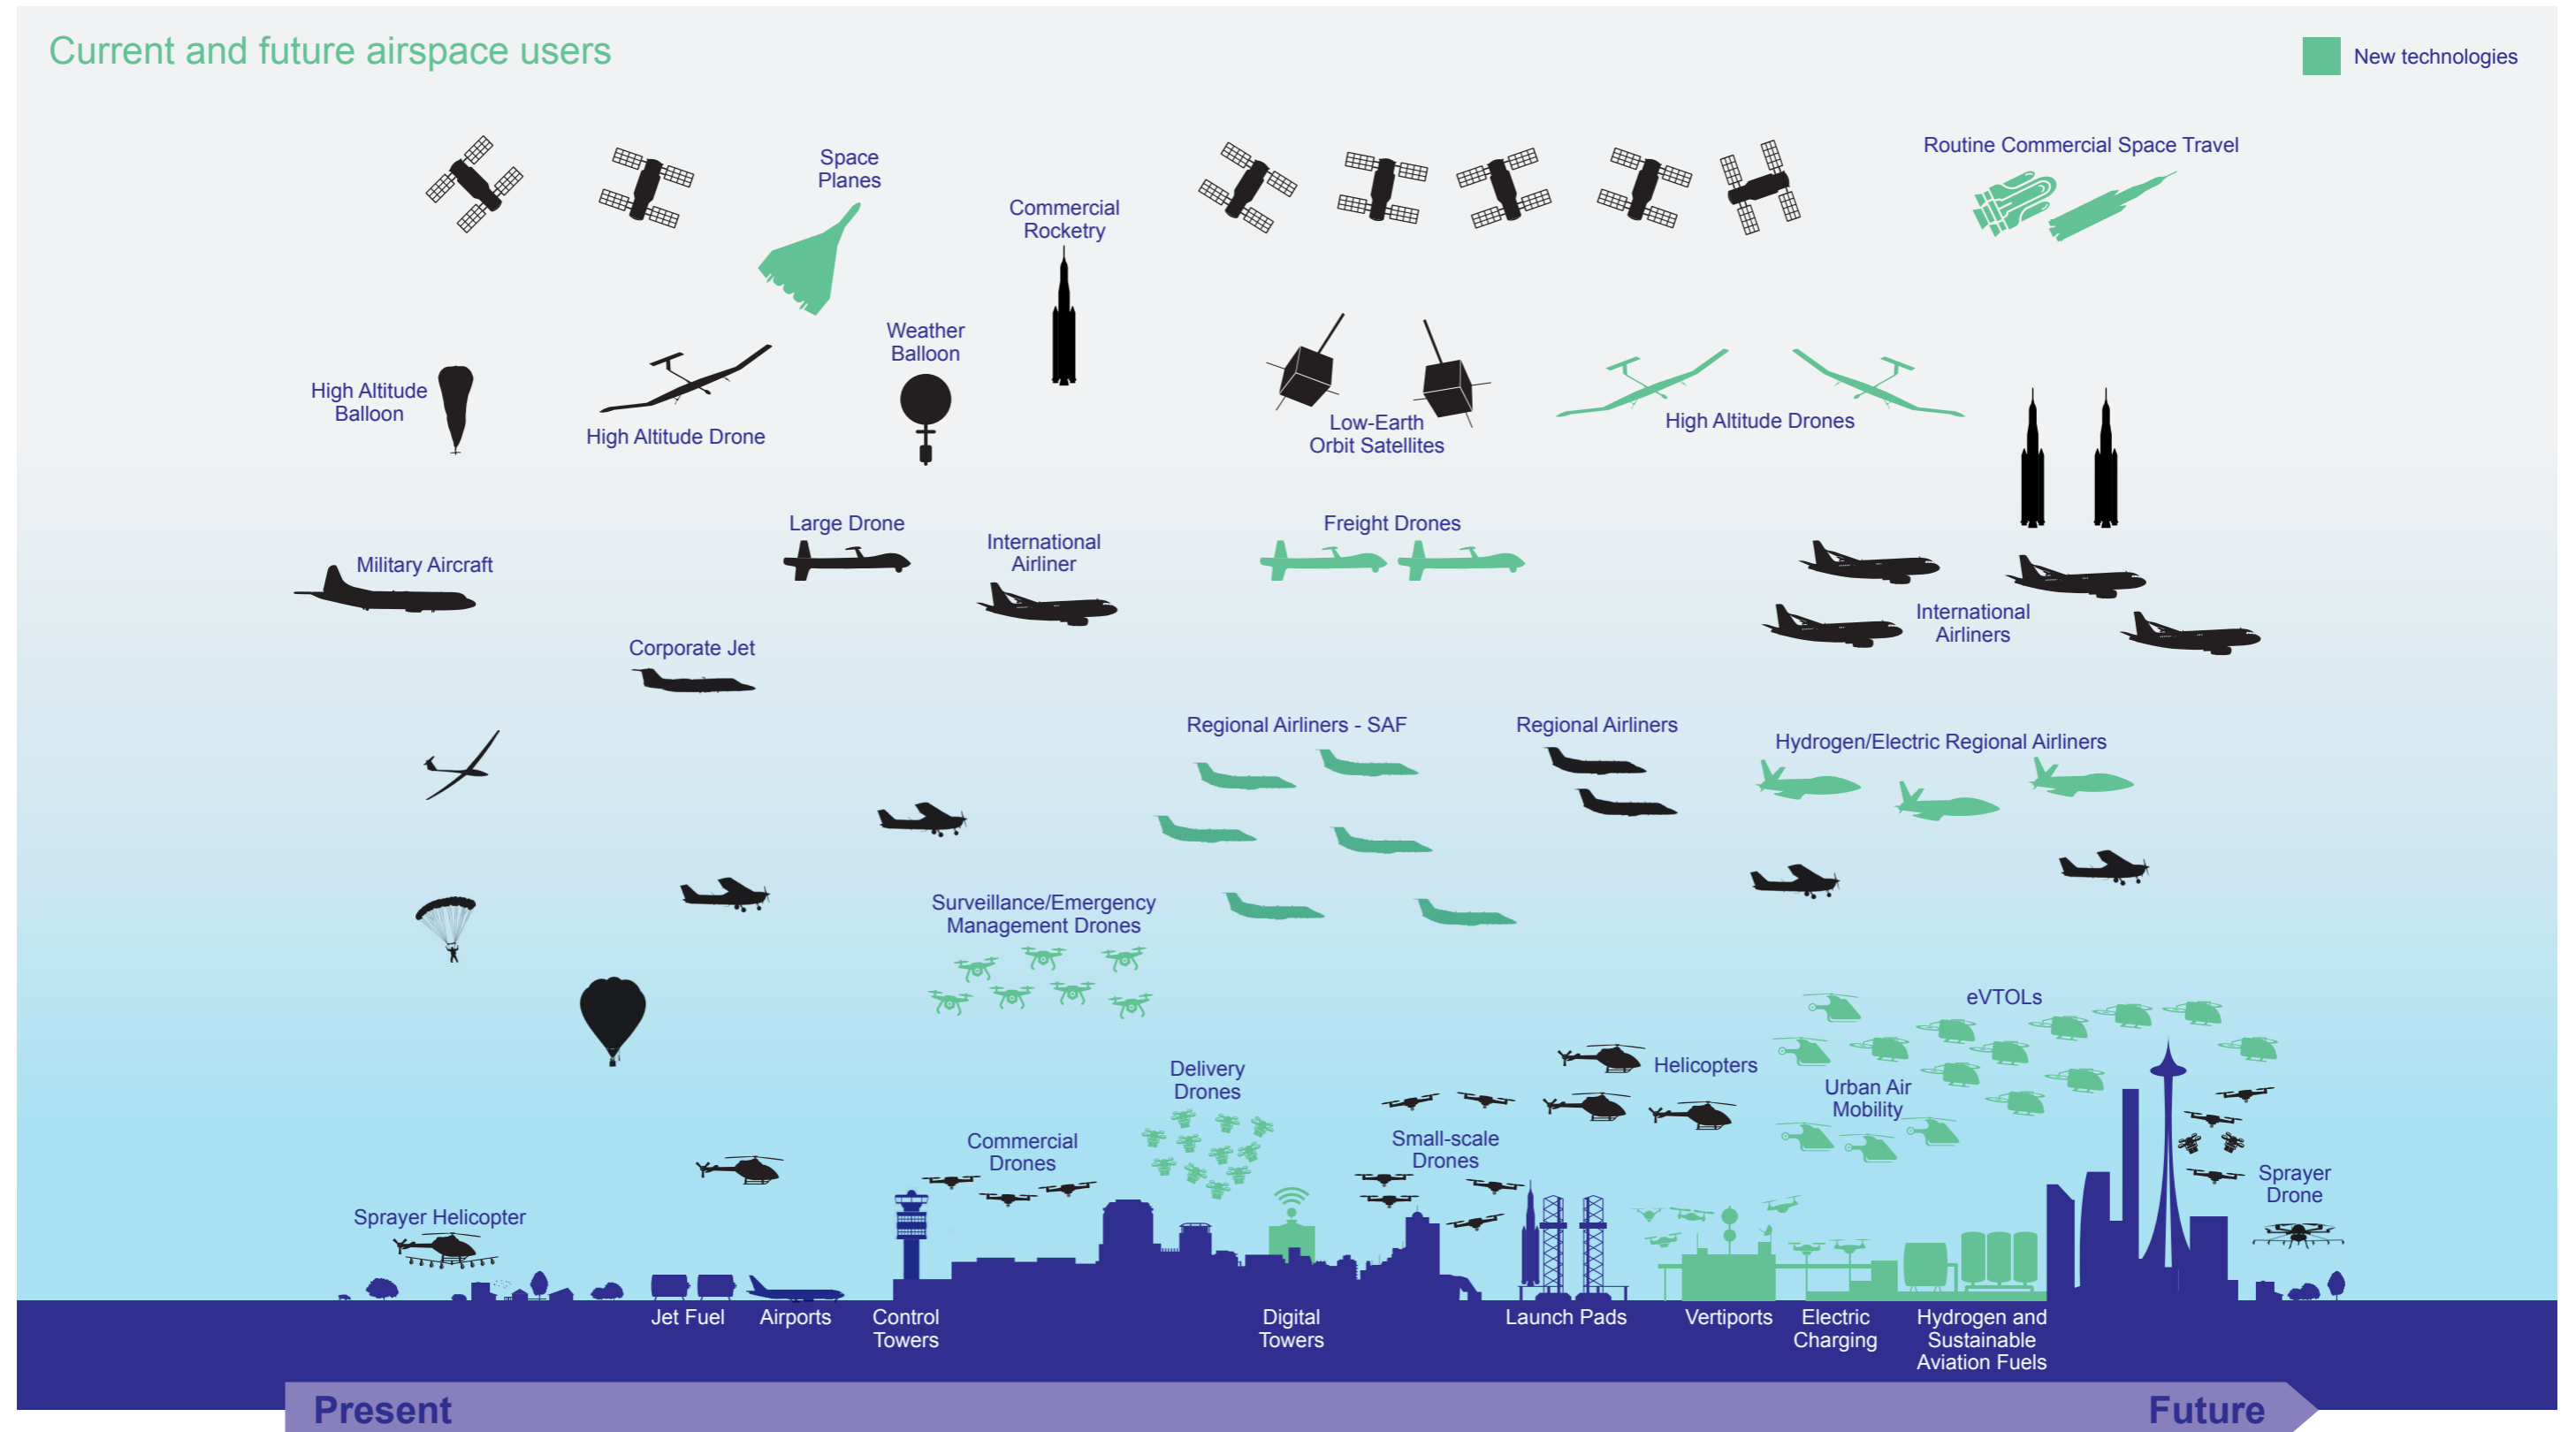 Current and future airspace users
New technologies
Routine Commercial Space Travel
Space
Planes
Commercial
Rocketry
Weather
Balloon
High Altitude
Balloon
High Altitude Drone
Low-Earth
Orbit Satellites
High Altitude Drones
Large Drone
International
Airliner
Freight Drones
Military Aircraft
International
Airliners
Corporate Jet
Regional Airliners - SAF
Regional Airliners
Hydrogen/Electric Regional Airliners
Surveillance/Emergency
Management Drones
eVTOLs
Delivery
Drones
Helicopters
Urban Air
Mobility
Commercial
Drones
Small-scale
Drones
Sprayer
Drone
Sprayer Helicopter
Jet Fuel
Airports
Control
Towers
Digital
Towers
Launch Pads
Vertiports
Electric
Charging
Hydrogen and
Sustainable
Aviation Fuels
Present
Future